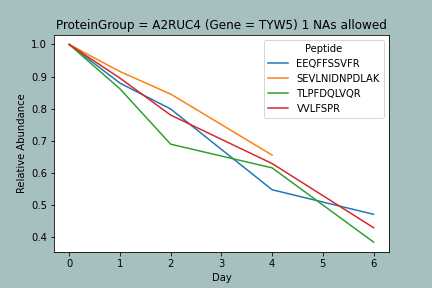 ProteinGroup = A2RUC4 (Gene = TYW5) 1 NAs allowed
Peptide
EEQFFSSVFR
SEVLNIDNPDLAK
TLPFDQLVQR
VVLFSPR
Relative Abundance
1.0
0.9
0.8
0.7
0.6
0.5
0.4
0 1 2 3 4 5 6
Day